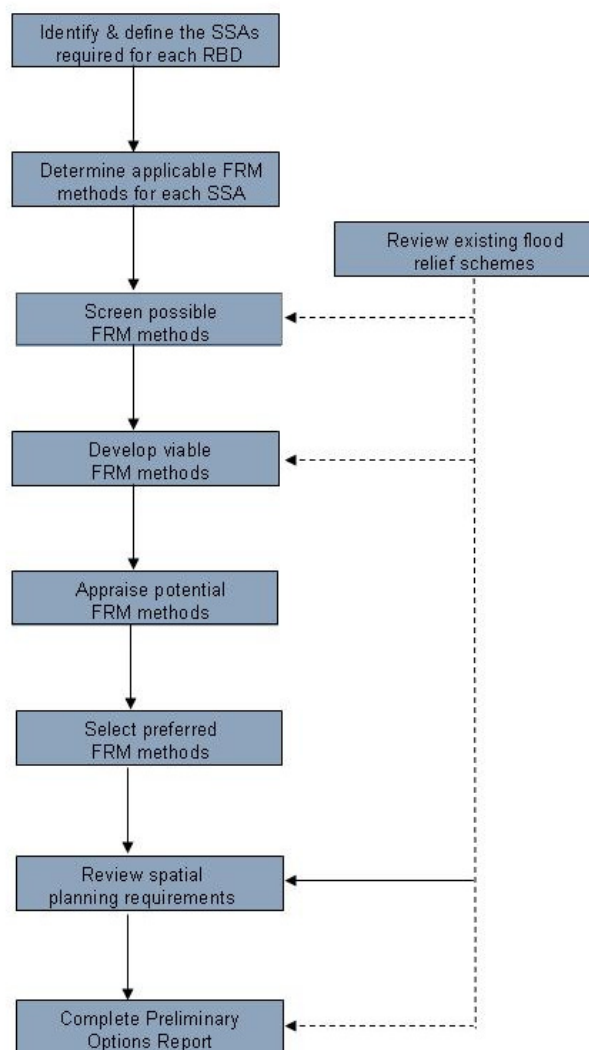 Identify & define the SSAs
required for each RBD
Determine applicable FRM
methods for each SSA
Review existing flood
relief schemes
Screen possible
FRM methods
Develop viable
FRM methods
Appraise potential
FRM methods
Select preferred
FRM methods
Review spatial
planning requirements
Complete Preliminary
Options Report